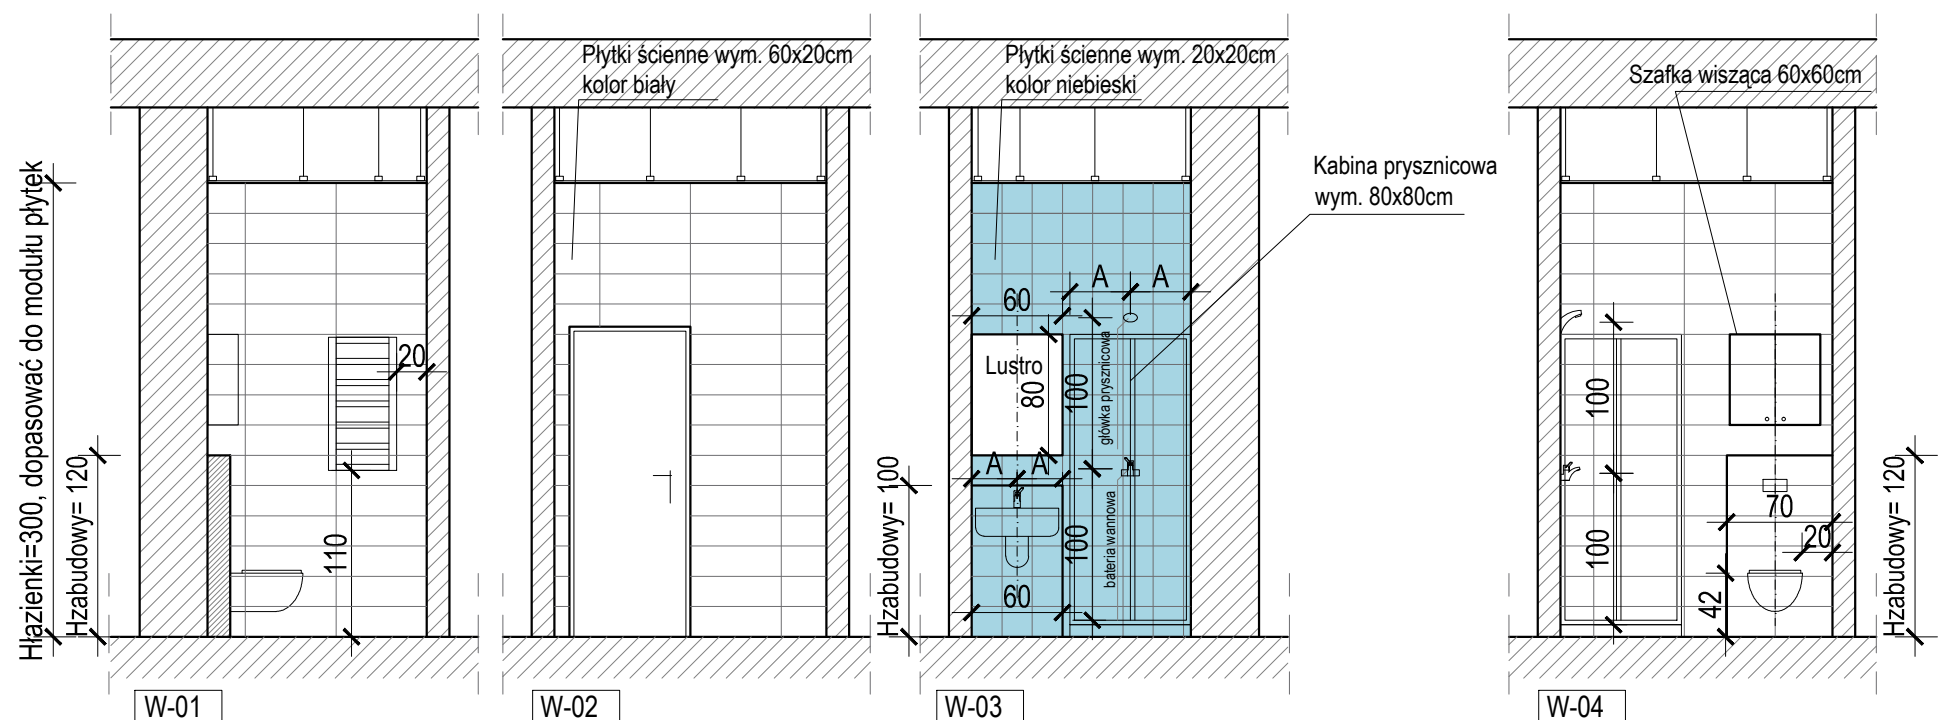 Płytki ścienne wym. 60x20cm
kolor biały
Płytki ścienne wym. 20x20cm
kolor niebieski
Szafka wisząca 60x60cm
Kabina prysznicowa
wym. 80x80cm
Hłazienki=300, dopasować do modułu płytek
Hzabudowy= 120
20
110
W-01
W-02
Hzabudowy= 100
A
A
60
Lustro
80
100
główka prysznicowa
A
A
100
bateria wannowa
60
W-03
100
100
70
20
42
Hzabudowy= 120
W-04